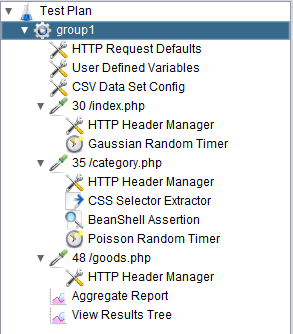 Test Plan
group1
HTTP Request Defaults
User Defined Variables
CSV Data Set Config
30 /index.php
HTTP Header Manager
Gaussian Random Timer
35 /category.php
HTTP Header Manager
CSS Selector Extractor
BeanShell Assertion
Poisson Random Timer
48 /goods.php
HTTP Header Manager
Aggregate Report
View Results Tree